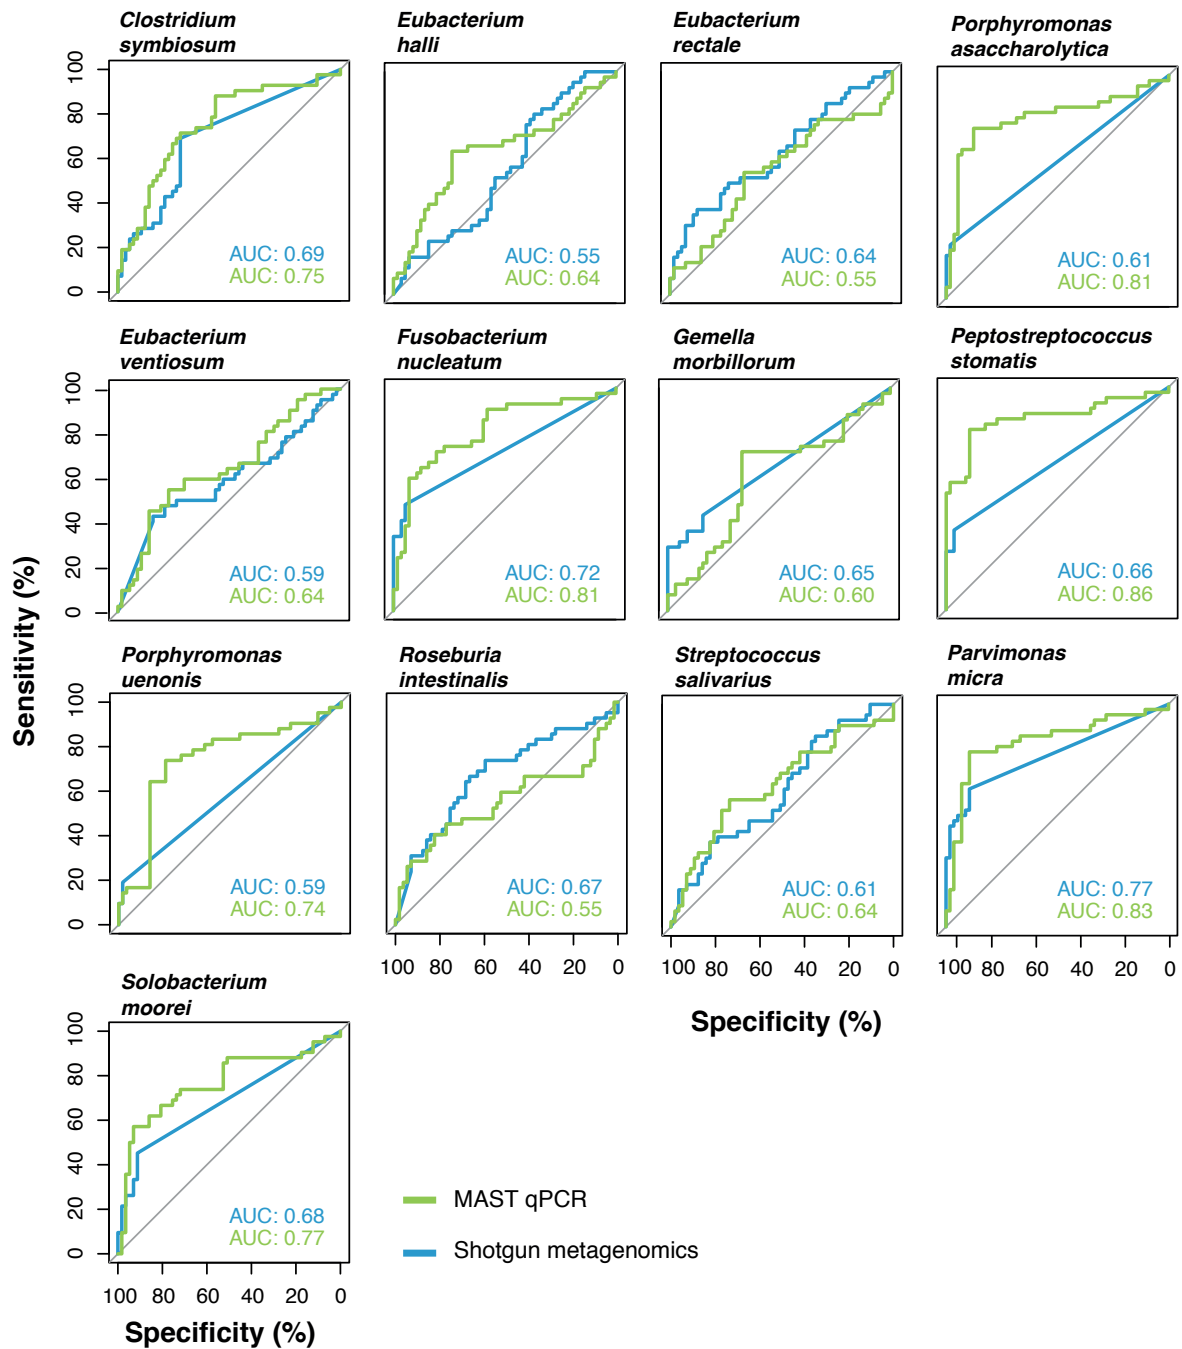 Clostridium
symbiosum
Eubacterium
halli
Eubacterium
rectale
Porphyromonas
asaccharolytica
100
80
60
40
20
0
AUC: 0.69
AUC: 0.75
AUC: 0.55
AUC: 0.64
AUC: 0.64
AUC: 0.55
AUC: 0.61
AUC: 0.81
Eubacterium
ventiosum
Fusobacterium
nucleatum
Gemella
morbillorum
Peptostreptococcus
stomatis
100
80
60
40
20
0
AUC: 0.59
AUC: 0.64
AUC: 0.72
AUC: 0.81
AUC: 0.65
AUC: 0.60
AUC: 0.66
AUC: 0.86
Sensitivity (%)
Porphyromonas
uenonis
Roseburia
intestinalis
Streptococcus
salivarius
Parvimonas
micra
100
80
60
40
20
0
AUC: 0.59
AUC: 0.74
AUC: 0.67
AUC: 0.55
AUC: 0.61
AUC: 0.64
AUC: 0.77
AUC: 0.83
100 80 60 40 20 0
100 80 60 40 20 0
100 80 60 40 20 0
Specificity (%)
Solobacterium
moorei
100
80
60
40
20
0
AUC: 0.68
AUC: 0.77
100 80 60 40 20 0
Specificity (%)
MAST qPCR
Shotgun metagenomics